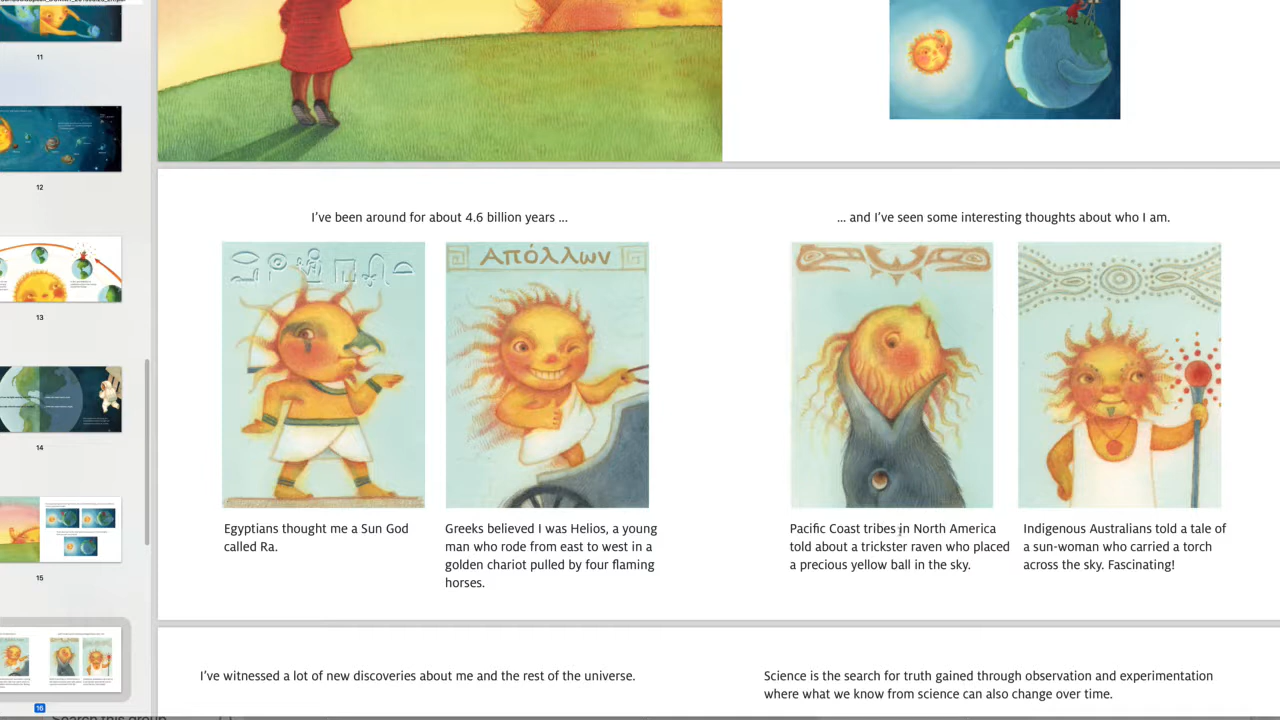 11
12
13
14
15
16
I've been around for about 4.6 billion years ...
... and I've seen some interesting thoughts about who I am.
Απόλλων
Egyptians thought me a Sun God
called Ra.
Greeks believed I was Helios, a young
man who rode from east to west in a
golden chariot pulled by four flaming
horses.
Pacific Coast tribes in North America
told about a trickster raven who placed
a precious yellow ball in the sky.
Indigenous Australians told a tale of
a sun-woman who carried a torch
across the sky. Fascinating!
I've witnessed a lot of new discoveries about me and the rest of the universe.
Science is the search for truth gained through observation and experimentation
where what we know from science can also change over time.